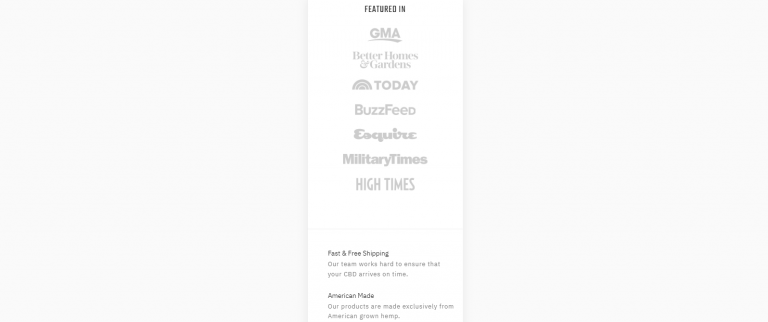 FEATURED IN
GMA
Better Homes
& Gardens
TODAY
BuzzFeeD
Esquire
MilitaryTimes
HIGH TIMES
Fast & Free Shipping
Our team works hard to ensure that
your CBD arrives on time.
American Made
Our products are made exclusively from
American grown hemp.